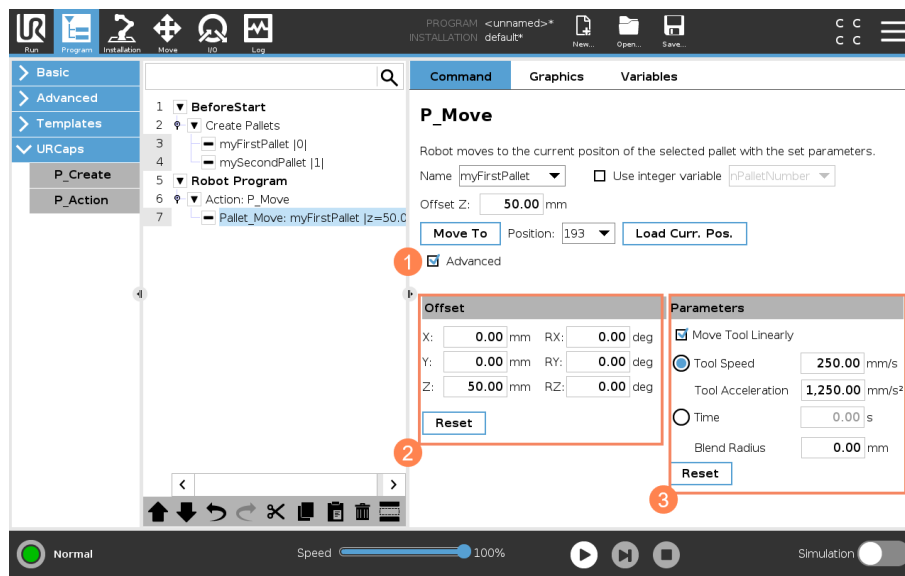 UR
PROGRAM <unnamed>*
INSTALLATION default*
Run Program Installation Move I/O Log New... Open... Save...
C C
C C
Basic
Advanced
Templates
URCaps
P_Create
P_Action
1 BeforeStart
2 Create Pallets
3 myFirstPallet |0|
4 mySecondPallet |1|
5 Robot Program
6 Action: P_Move
7 Pallet_Move: myFirstPallet |z=50.0
Command Graphics Variables
P_Move
Robot moves to the current positon of the selected pallet with the set parameters.
Name myFirstPallet Use integer variable nPalletNumber
Offset Z: 50.00 mm
Move To Position: 193 Load Curr. Pos.
1 Advanced
Offset
X: 0.00 mm RX: 0.00 deg
Y: 0.00 mm RY: 0.00 deg
Z: 50.00 mm RZ: 0.00 deg
Reset
2
Parameters
Move Tool Linearly
Tool Speed 250.00 mm/s
Tool Acceleration 1,250.00 mm/s²
Time 0.00 s
Blend Radius 0.00 mm
Reset
3
Normal Speed 100% Simulation